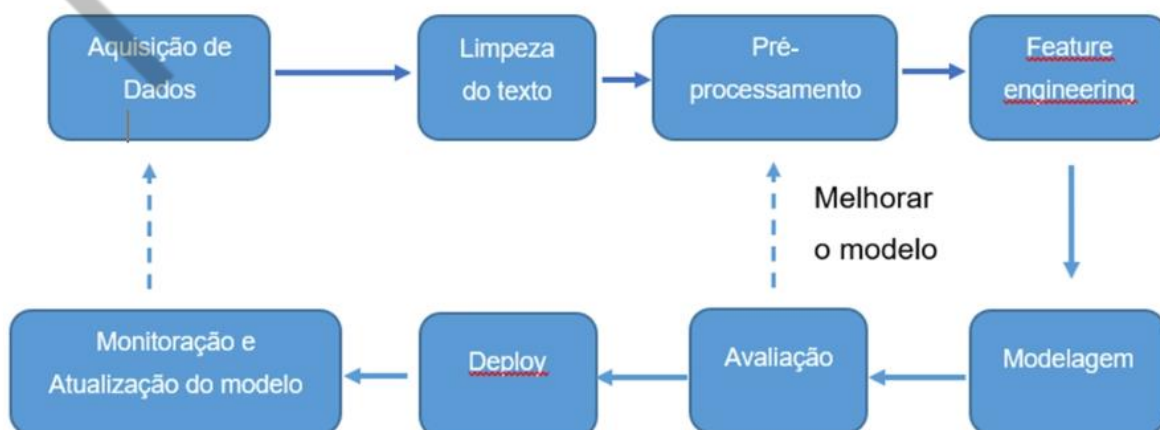 Aquisição de
Dados
Limpeza
do texto
Pré-
processamento
Feature
engineering
Melhorar
o modelo
Monitoração e
Atualização do modelo
Deploy
Avaliação
Modelagem